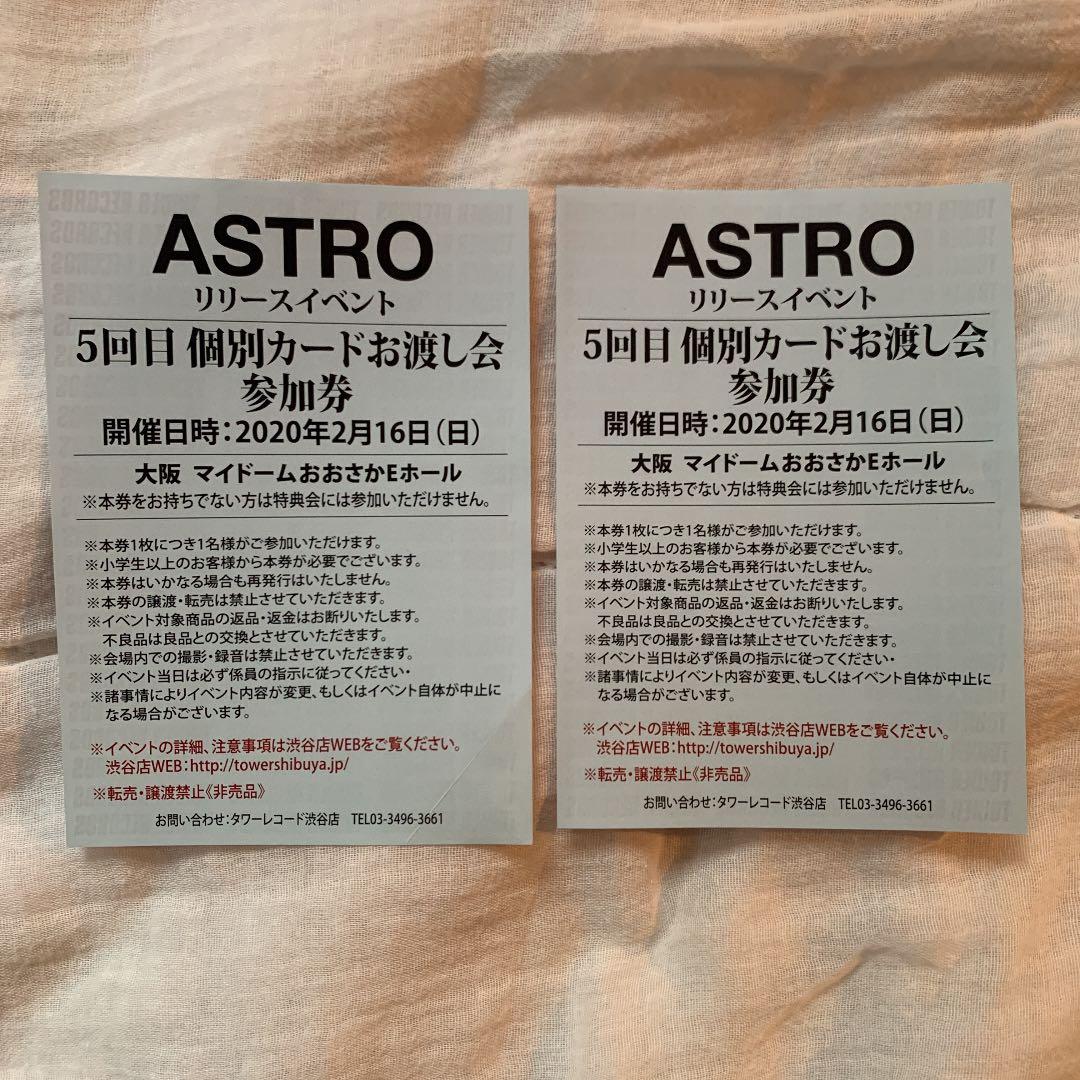 ASTRO
リリースイベント
5回目 個別カードお渡し会
参加券
開催日時:2020年2月16日(日)
大阪 マイドームおおさかEホール
※本券をお持ちでない方は特典会には参加いただけません。
※本券1枚につき1名様がご参加いただけます。
※小学生以上のお客様から本券が必要でございます。
※本券はいかなる場合も再発行はいたしません。
※本券の譲渡・転売は禁止させていただきます。
※イベント対象商品の返品・返金はお断りいたします。
不良品は良品との交換とさせていただきます。
※会場内での撮影・録音は禁止させていただきます。
※イベント当日は必ず係員の指示に従ってください・
※諸事情によりイベント内容が変更、もしくはイベント自体が中止に
なる場合がございます。
※イベントの詳細、注意事項は渋谷店WEBをご覧ください。
渋谷店WEB:http://towershibuya.jp/
※転売・譲渡禁止《非売品》
お問い合わせ:タワーレコード渋谷店 TEL03-3496-3661
ASTRO
リリースイベント
5回目 個別カードお渡し会
参加券
開催日時:2020年2月16日(日)
大阪 マイドームおおさかEホール
※本券をお持ちでない方は特典会には参加いただけません。
※本券1枚につき1名様がご参加いただけます。
※小学生以上のお客様から本券が必要でございます。
※本券はいかなる場合も再発行はいたしません。
※本券の譲渡・転売は禁止させていただきます。
※イベント対象商品の返品・返金はお断りいたします。
不良品は良品との交換とさせていただきます。
※会場内での撮影・録音は禁止させていただきます。
※イベント当日は必ず係員の指示に従ってください・
※諸事情によりイベント内容が変更、もしくはイベント自体が中止に
なる場合がございます。
※イベントの詳細、注意事項は渋谷店WEBをご覧ください。
渋谷店WEB:http://towershibuya.jp/
※転売・譲渡禁止《非売品》
お問い合わせ:タワーレコード渋谷店 TEL03-3496-3661